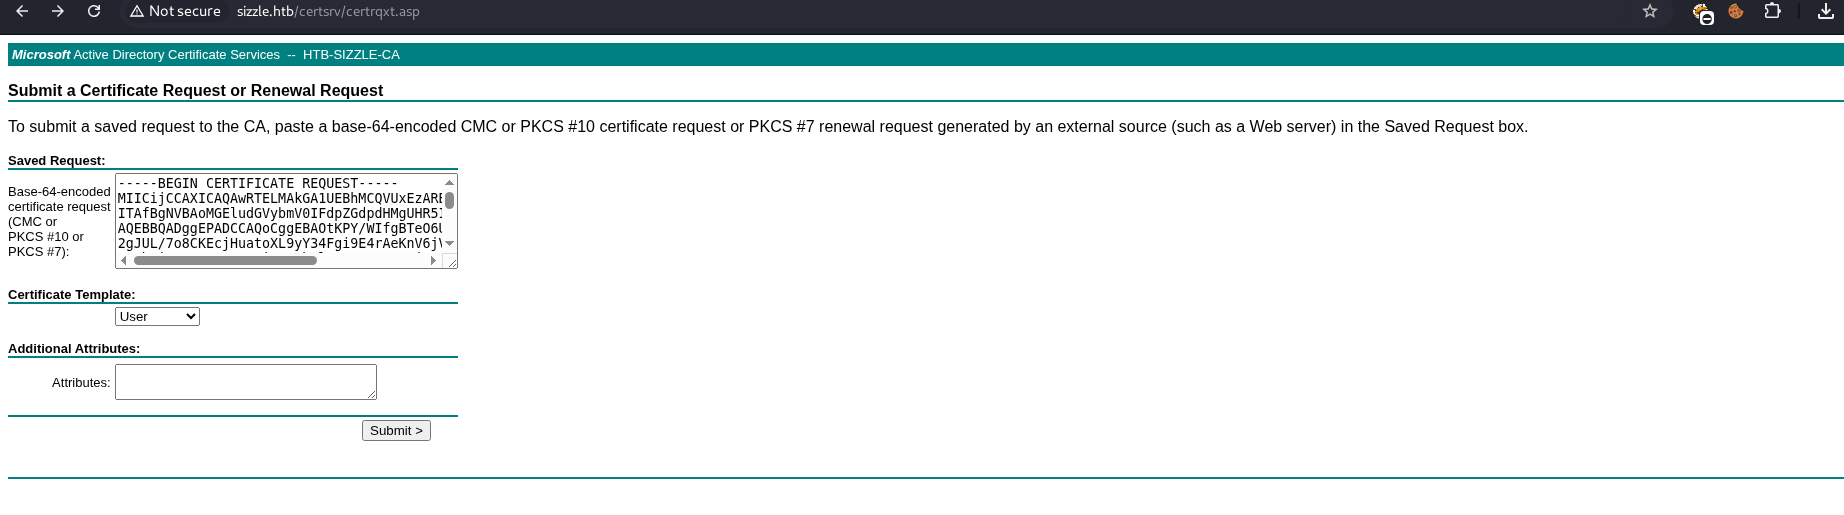 Not secure sizzle.htb/certsrv/certrqxt.asp
Microsoft Active Directory Certificate Services -- HTB-SIZZLE-CA
Submit a Certificate Request or Renewal Request
To submit a saved request to the CA, paste a base-64-encoded CMC or PKCS #10 certificate request or PKCS #7 renewal request generated by an external source (such as a Web server) in the Saved Request box.
Saved Request:
Base-64-encoded
certificate request
(CMC or
PKCS #10 or
PKCS #7):
-----BEGIN CERTIFICATE REQUEST-----
MIICijCCAXICAQAwRTELMAkGA1UEBhMCQVUxEzARB
ITAfBgNVBAoMGEludGVybmV0IFdpZGdpdHMgUHR5I
AQEBBQADggEPADCCAQoCggEBAOtKPY/WIfgBTeO6U
2gJUL/7o8CKEcjHuatoXL9yY34Fgi9E4rAeKnV6jV
Certificate Template:
User
Additional Attributes:
Attributes:
Submit >